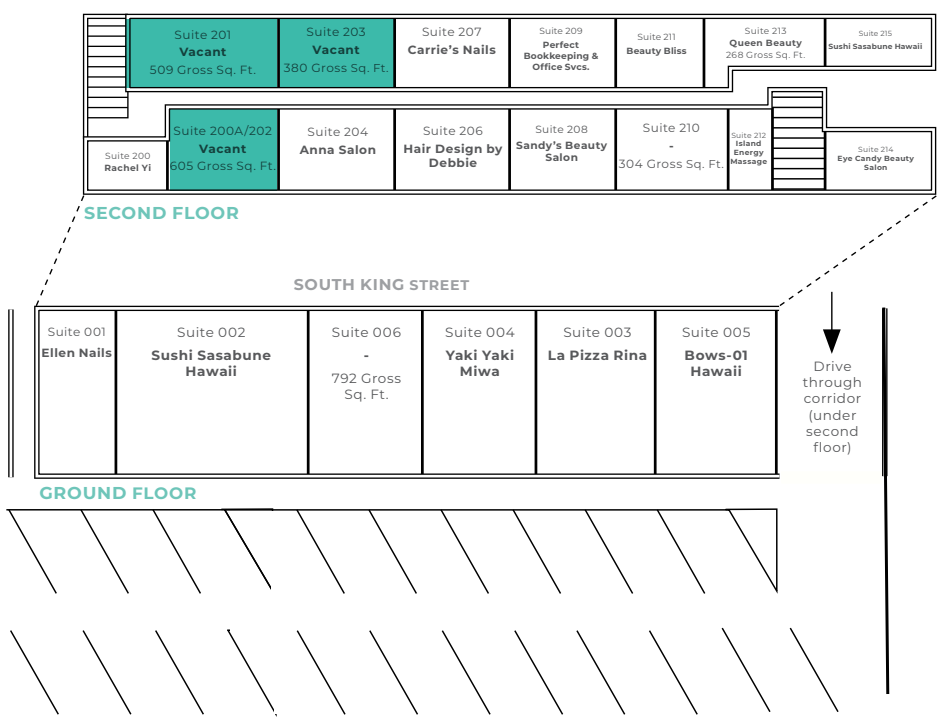 Suite 201
Vacant
509 Gross Sq. Ft.
Suite 203
Vacant
380 Gross Sq. Ft.
Suite 207
Carrie’s Nails
Suite 209
Perfect
Bookkeeping &
Office Svcs.
Suite 211
Beauty Bliss
Suite 213
Queen Beauty
268 Gross Sq. Ft.
Suite 215
Sushi Sasabune Hawaii
Suite 200
Rachel Yi
Suite 200A/202
Vacant
605 Gross Sq. Ft.
Suite 204
Anna Salon
Suite 206
Hair Design by
Debbie
Suite 208
Sandy’s Beauty
Salon
Suite 210
-
304 Gross Sq. Ft.
Suite 212
Island
Energy
Massage
Suite 214
Eye Candy Beauty
Salon
SECOND FLOOR
SOUTH KING STREET
Suite 001
Ellen Nails
Suite 002
Sushi Sasabune
Hawaii
Suite 006
-
792 Gross
Sq. Ft.
Suite 004
Yaki Yaki
Miwa
Suite 003
La Pizza Rina
Suite 005
Bows-01
Hawaii
Drive
through
corridor
(under
second
floor)
GROUND FLOOR